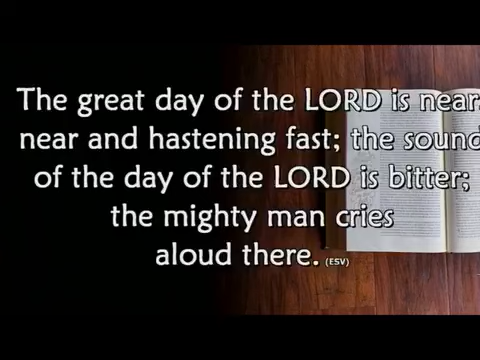 The great day of the LORD is near,
near and hastening fast; the sound
of the day of the LORD is bitter;
the mighty man cries
aloud there. (ESV)